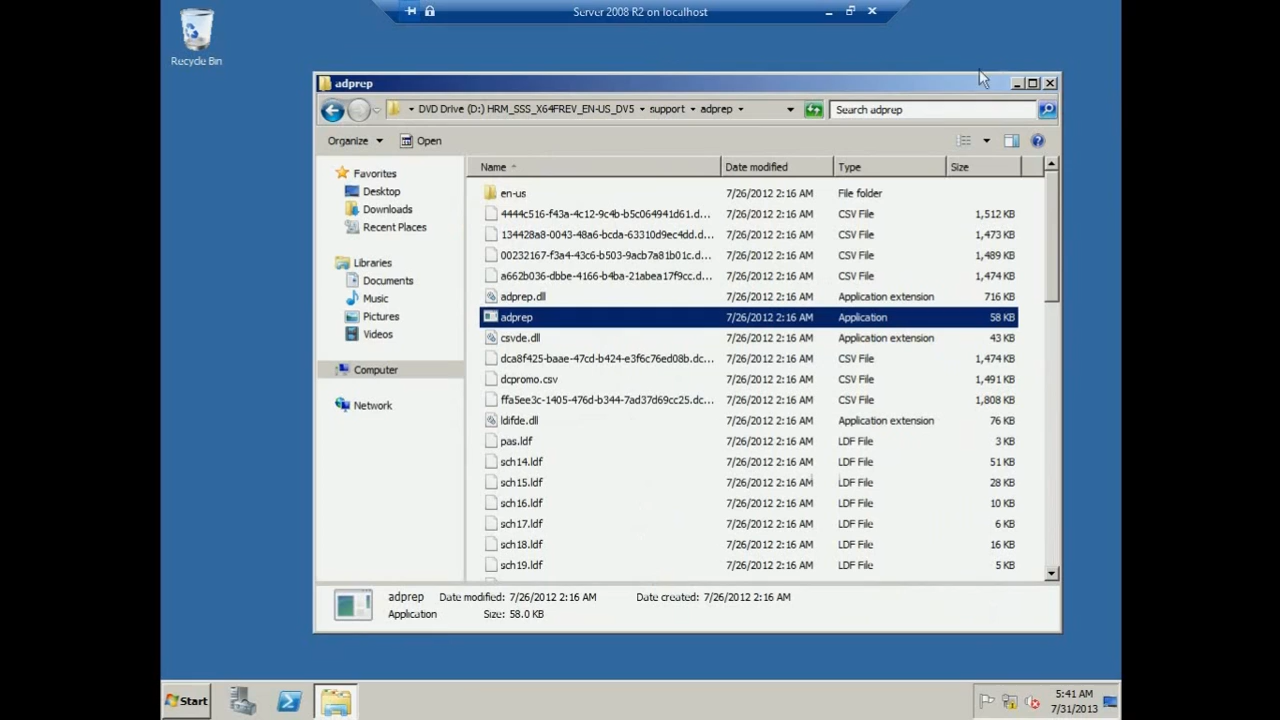 Server 2008 R2 on localhost
Recycle Bin
adprep
DVD Drive (D:) HRM_SSS_X64FREV_EN-US_DV5
support
adprep
Search adprep
Organize
Open
Name
Date modified
Type
Size
Favorites
Desktop
Downloads
Recent Places
Libraries
Documents
Music
Pictures
Videos
Computer
Network
en-us 7/26/2012 2:16 AM File folder
4444c516-f43a-4c12-9c4b-b5c064941d61.d... 7/26/2012 2:16 AM CSV File 1,512 KB
134428a8-0043-48a6-bcda-63310d9ec4dd.d... 7/26/2012 2:16 AM CSV File 1,473 KB
00232167-f3a4-43c6-b503-9acb7a81b01c.d... 7/26/2012 2:16 AM CSV File 1,489 KB
a662b036-dbbe-4166-b4ba-21abea17f9cc.d... 7/26/2012 2:16 AM CSV File 1,474 KB
adprep.dll 7/26/2012 2:16 AM Application extension 716 KB
adprep 7/26/2012 2:16 AM Application 58 KB
csvde.dll 7/26/2012 2:16 AM Application extension 43 KB
dca8f425-baae-47cd-b424-e3f6c76ed08b.dc... 7/26/2012 2:16 AM CSV File 1,474 KB
dcpromo.csv 7/26/2012 2:16 AM CSV File 1,491 KB
ffa5ee3c-1405-476d-b344-7ad37d69cc25.dc... 7/26/2012 2:16 AM CSV File 1,808 KB
ldifde.dll 7/26/2012 2:16 AM Application extension 76 KB
pas.ldf 7/26/2012 2:16 AM LDF File 3 KB
sch14.ldf 7/26/2012 2:16 AM LDF File 51 KB
sch15.ldf 7/26/2012 2:16 AM LDF File 28 KB
sch16.ldf 7/26/2012 2:16 AM LDF File 10 KB
sch17.ldf 7/26/2012 2:16 AM LDF File 6 KB
sch18.ldf 7/26/2012 2:16 AM LDF File 16 KB
sch19.ldf 7/26/2012 2:16 AM LDF File 5 KB
adprep Date modified: 7/26/2012 2:16 AM Date created: 7/26/2012 2:16 AM
Application Size: 58.0 KB
Start
5:41 AM
7/31/2013